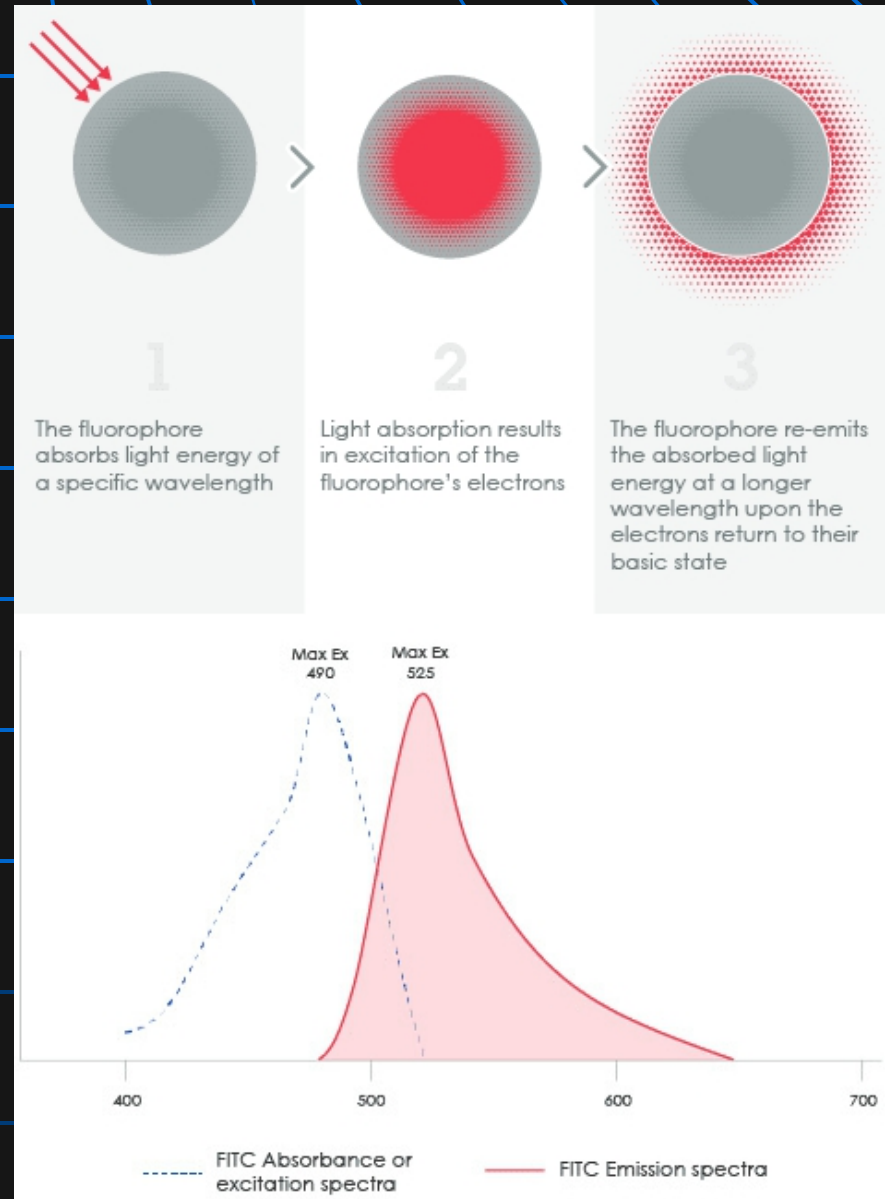 1
The fluorophore
absorbs light energy of
a specific wavelength
2
Light absorption results
in excitation of the
fluorophore's electrons
3
The fluorophore re-emits
the absorbed light
energy at a longer
wavelength upon the
electrons return to their
basic state
Max Ex
490
Max Ex
525
400
500
600
700
FITC Absorbance or
excitation spectra
FITC Emission spectra